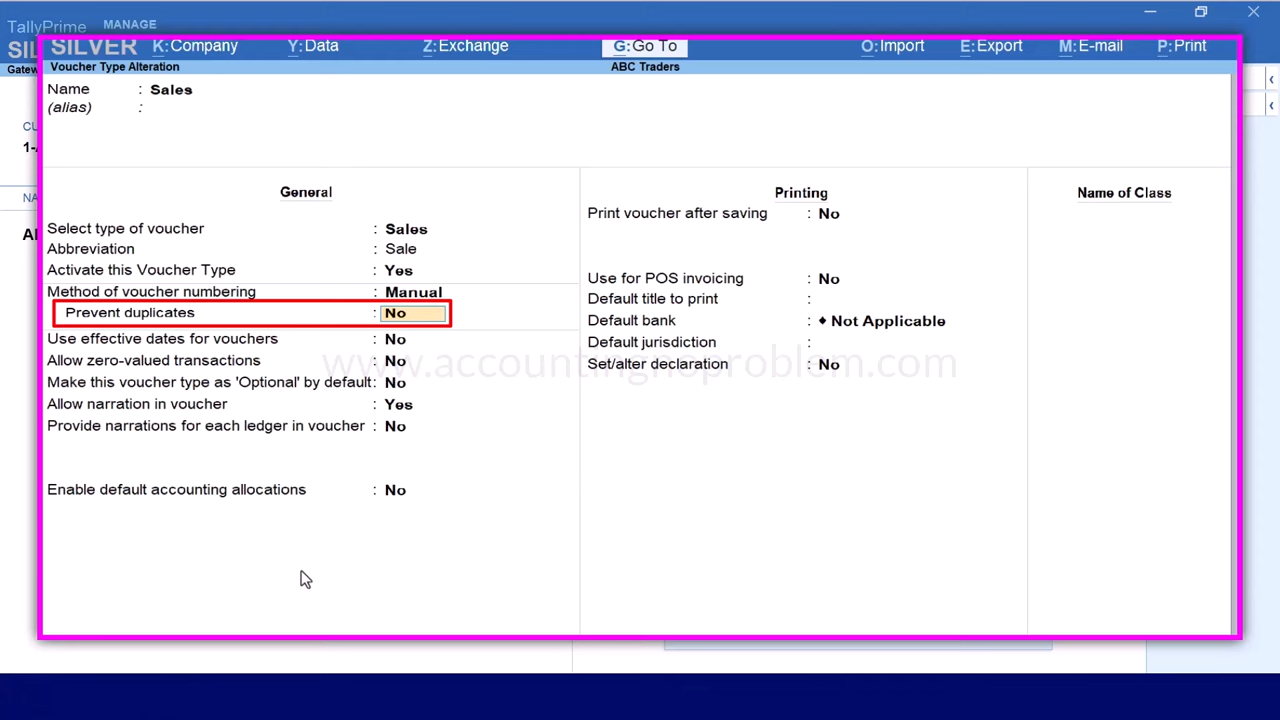 TallyPrime
MANAGE
SILVER K:Company Y:Data Z:Exchange G:Go To O:Import E:Export M:E-mail P:Print
Voucher Type Alteration ABC Traders
Name : Sales
(alias) :
General
Select type of voucher : Sales
Abbreviation : Sale
Activate this Voucher Type : Yes
Method of voucher numbering : Manual
Prevent duplicates : No
Use effective dates for vouchers : No
Allow zero-valued transactions : No
Make this voucher type as 'Optional' by default : No
Allow narration in voucher : Yes
Provide narrations for each ledger in voucher : No
Enable default accounting allocations : No
Printing
Print voucher after saving : No
Use for POS invoicing : No
Default title to print :
Default bank : ♦ Not Applicable
Default jurisdiction :
Set/alter declaration : No
Name of Class
www.accountingnoproblem.com